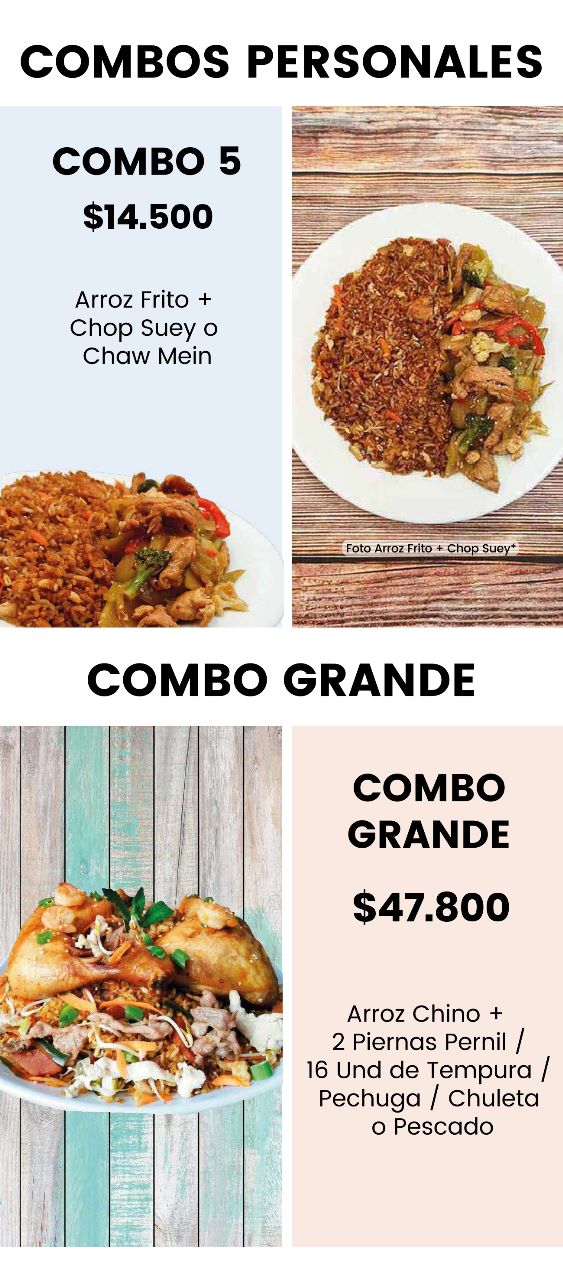 COMBOS PERSONALES
COMBO 5
$14.500
Arroz Frito +
Chop Suey o
Chaw Mein
Foto Arroz Frito + Chop Suey*
COMBO GRANDE
COMBO
GRANDE
$47.800
Arroz Chino +
2 Piernas Pernil /
16 Und de Tempura /
Pechuga / Chuleta
o Pescado